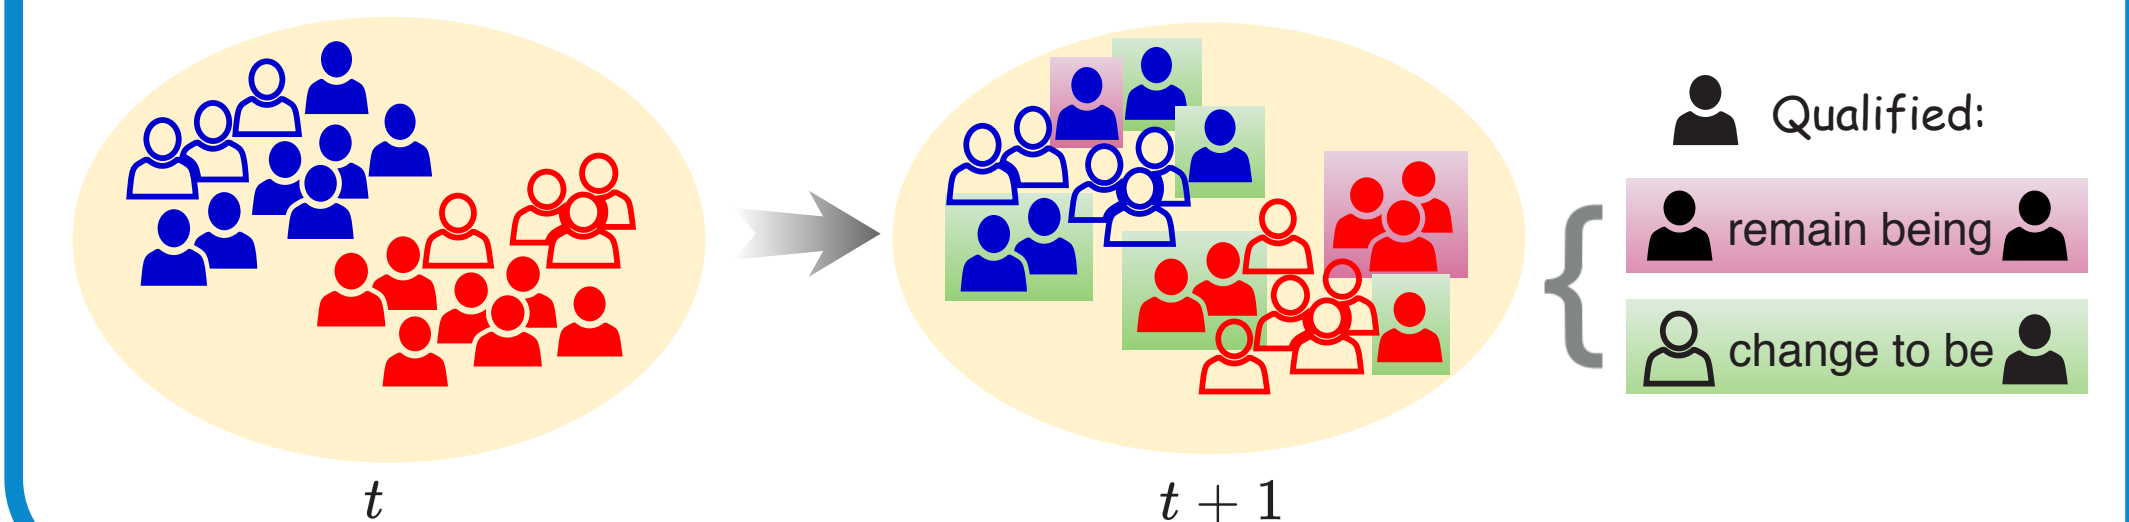 Qualified:
remain being
change to be
t
t + 1